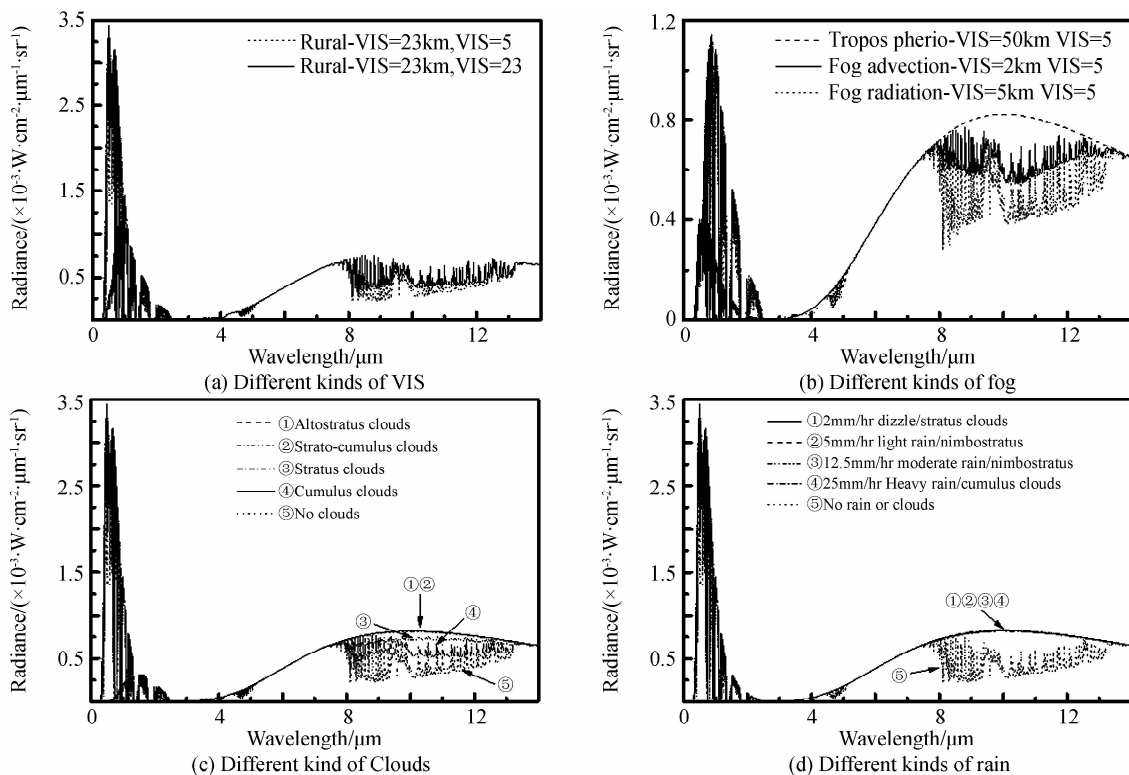 3.5
2.5
1.5
0.5
Radiance/(×10⁻³·W·cm⁻²·μm⁻¹·sr⁻¹)
Rural-VIS=23km,VIS=5
Rural-VIS=23km,VIS=23
0 4 8 12
Wavelength/μm
(a) Different kinds of VIS
1.2
0.8
0.4
0
Radiance/(×10⁻³·W·cm⁻²·μm⁻¹·sr⁻¹)
Tropos pherio-VIS=50km VIS=5
Fog advection-VIS=2km VIS=5
Fog radiation-VIS=5km VIS=5
0 4 8 12
Wavelength/μm
(b) Different kinds of fog
3.5
2.5
1.5
0.5
Radiance/(×10⁻³·W·cm⁻²·μm⁻¹·sr⁻¹)
①Altostratus clouds
②Strato-cumulus clouds
③Stratus clouds
④Cumulus clouds
⑤No clouds
①②
③
④
⑤
0 4 8 12
Wavelength/μm
(c) Different kind of Clouds
3.5
2.5
1.5
0.5
Radiance/(×10⁻³·W·cm⁻²·μm⁻¹·sr⁻¹)
①2mm/hr dizzle/stratus clouds
②5mm/hr light rain/nimbostratus
③12.5mm/hr moderate rain/nimbostratus
④25mm/hr Heavy rain/cumulus clouds
⑤No rain or clouds
①②③④
⑤
0 4 8 12
Wavelength/μm
(d) Different kinds of rain